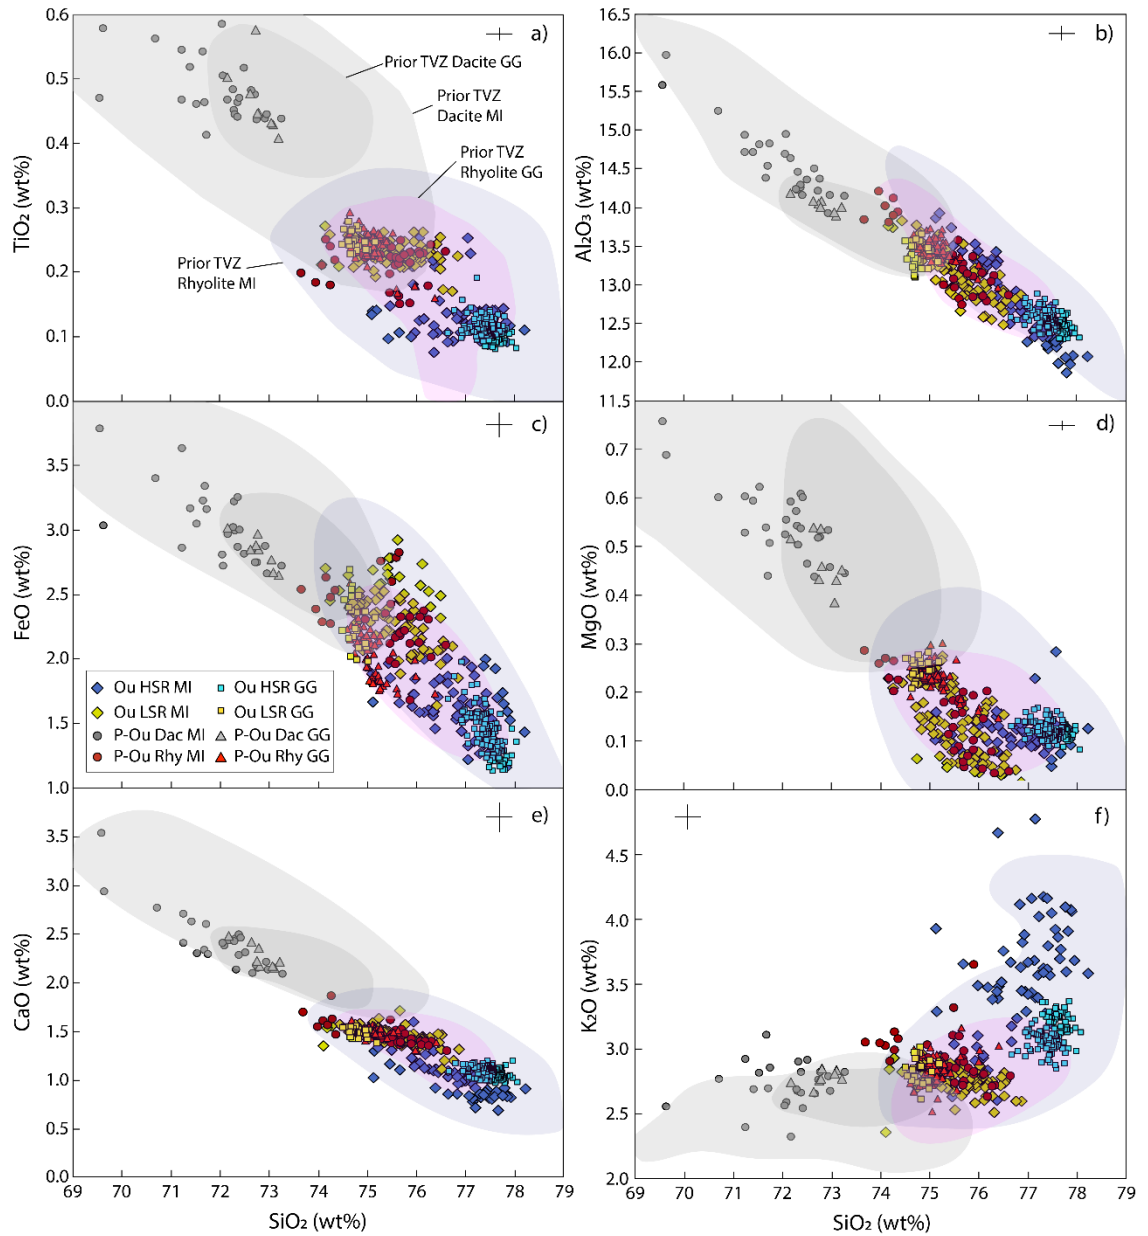 0.6
0.5
0.4
0.3
0.2
0.1
0.0
TiO₂ (wt%)
a)
Prior TVZ Dacite GG
Prior TVZ
Dacite MI
Prior TVZ
Rhyolite GG
Prior TVZ
Rhyolite MI
16.5
16.0
15.5
15.0
14.5
14.0
13.5
13.0
12.5
12.0
11.5
Al₂O₃ (wt%)
b)
3.5
3.0
2.5
2.0
1.5
1.0
FeO (wt%)
c)
Ou HSR MI
Ou HSR GG
Ou LSR MI
Ou LSR GG
P-Ou Dac MI
P-Ou Dac GG
P-Ou Rhy MI
P-Ou Rhy GG
0.7
0.6
0.5
0.4
0.3
0.2
0.1
0.0
MgO (wt%)
d)
3.5
3.0
2.5
2.0
1.5
1.0
0.5
0.0
CaO (wt%)
e)
69 70 71 72 73 74 75 76 77 78 79
SiO₂ (wt%)
4.5
4.0
3.5
3.0
2.5
2.0
K₂O (wt%)
f)
69 70 71 72 73 74 75 76 77 78 79
SiO₂ (wt%)